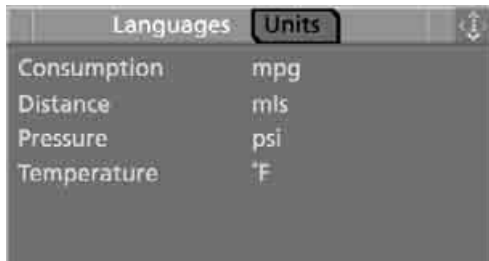 Languages Units
Consumption mpg
Distance mls
Pressure psi
Temperature °F